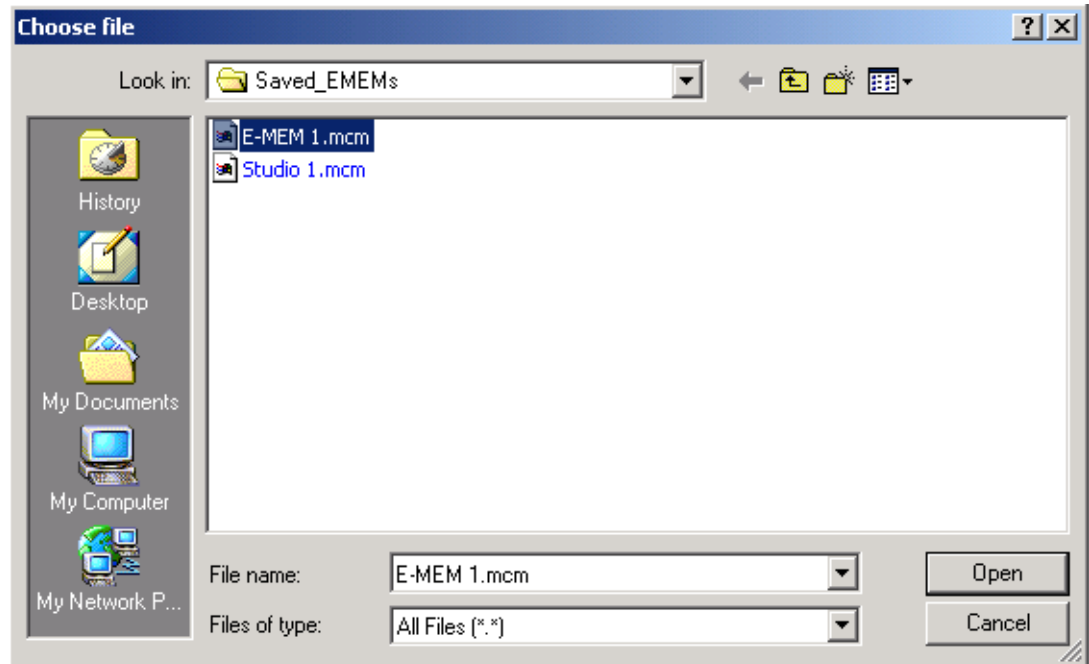 Choose file
Look in: Saved_EMEMs
E-MEM 1.mcm
Studio 1.mcm
History
Desktop
My Documents
My Computer
My Network P...
File name: E-MEM 1.mcm Open
Files of type: All Files (*.*) Cancel